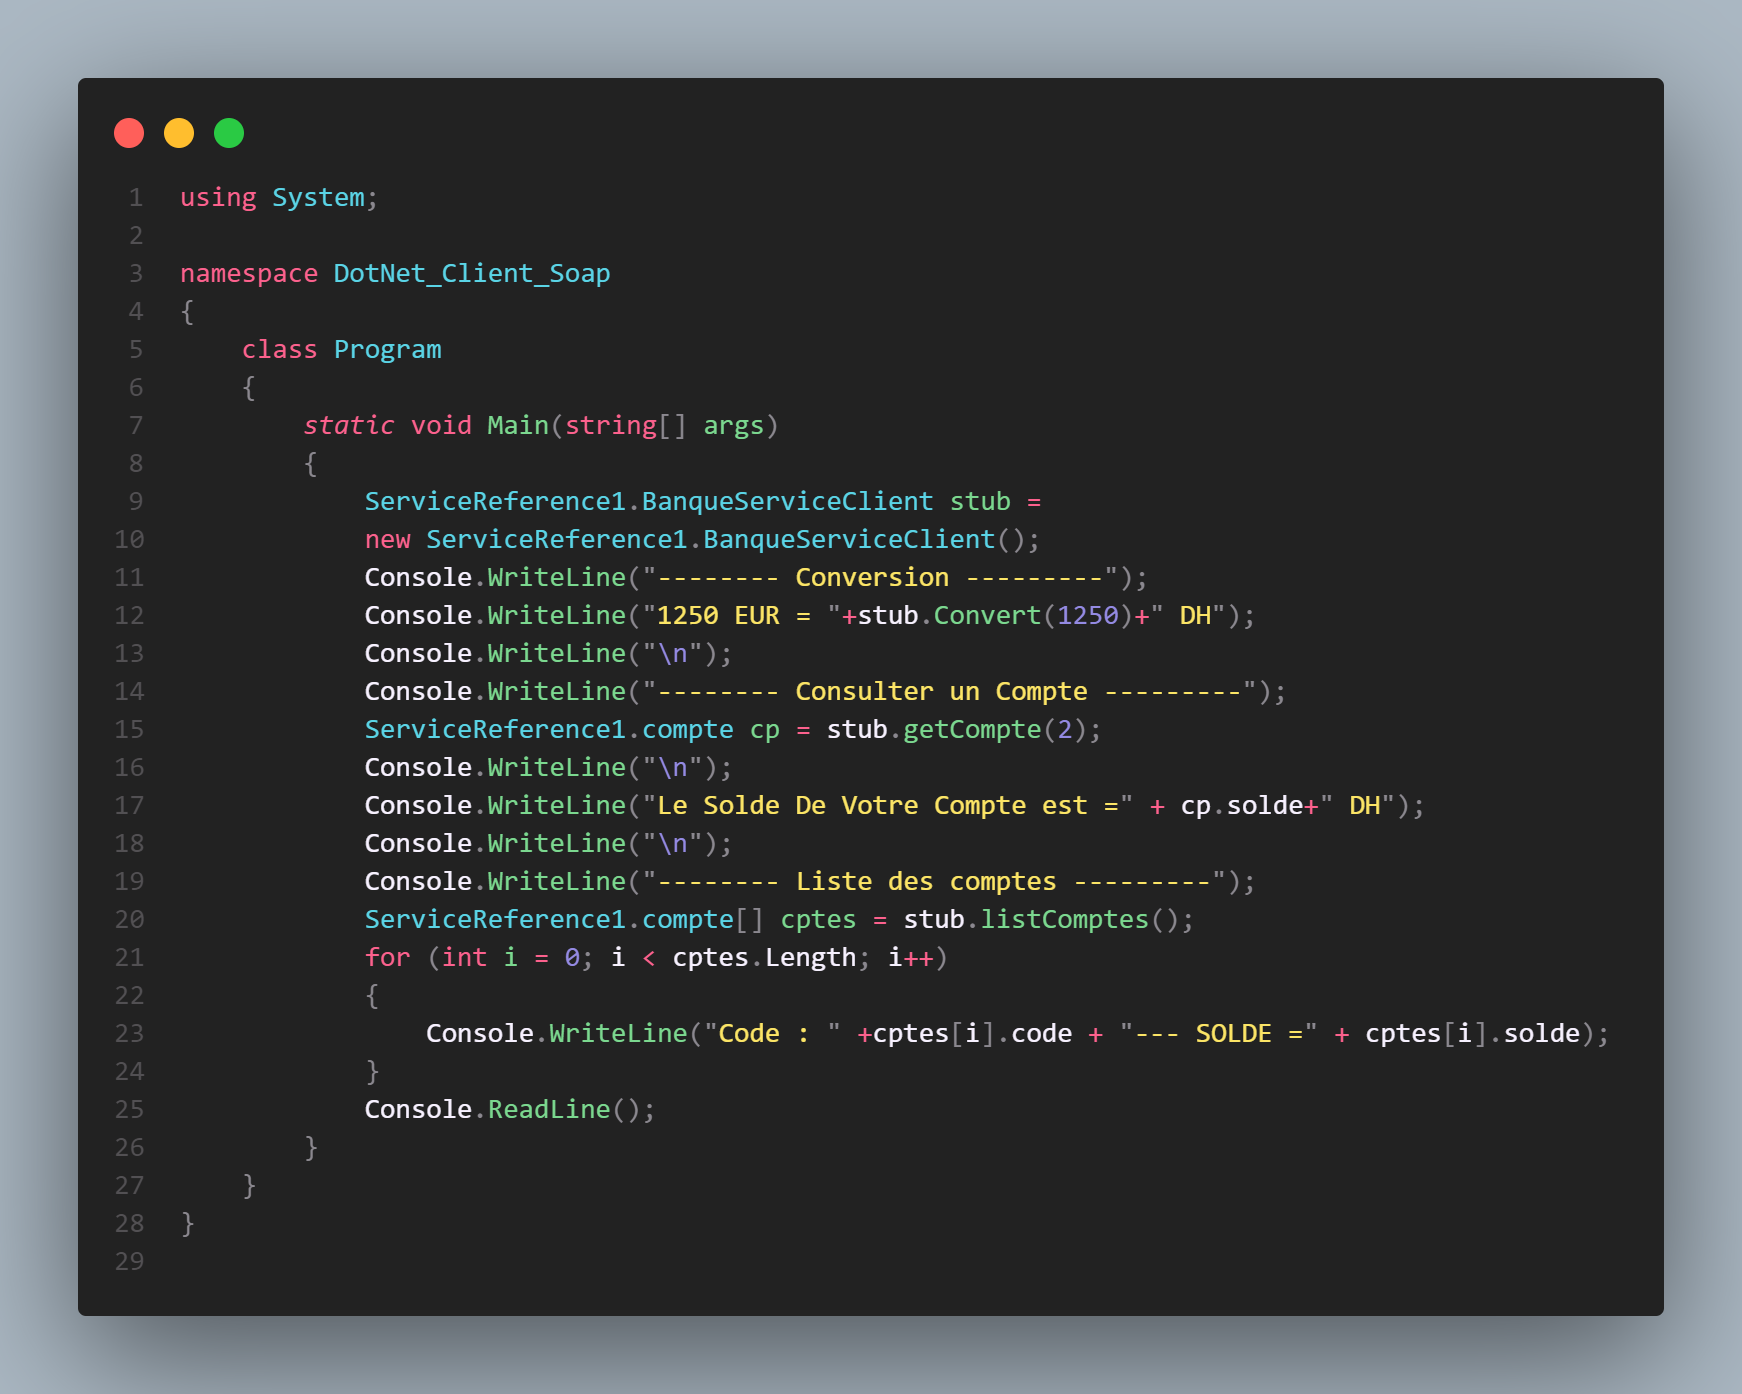 1 using System;
2
3 namespace DotNet_Client_Soap
4 {
5     class Program
6     {
7         static void Main(string[] args)
8         {
9             ServiceReference1.BanqueServiceClient stub =
10             new ServiceReference1.BanqueServiceClient();
11             Console.WriteLine("-------- Conversion ---------");
12             Console.WriteLine("1250 EUR = "+stub.Convert(1250)+" DH");
13             Console.WriteLine("\n");
14             Console.WriteLine("-------- Consulter un Compte ---------");
15             ServiceReference1.compte cp = stub.getCompte(2);
16             Console.WriteLine("\n");
17             Console.WriteLine("Le Solde De Votre Compte est =" + cp.solde+" DH");
18             Console.WriteLine("\n");
19             Console.WriteLine("-------- Liste des comptes ---------");
20             ServiceReference1.compte[] cptes = stub.listComptes();
21             for (int i = 0; i < cptes.Length; i++)
22             {
23                 Console.WriteLine("Code : " +cptes[i].code + "--- SOLDE =" + cptes[i].solde);
24             }
25             Console.ReadLine();
26         }
27     }
28 }
29